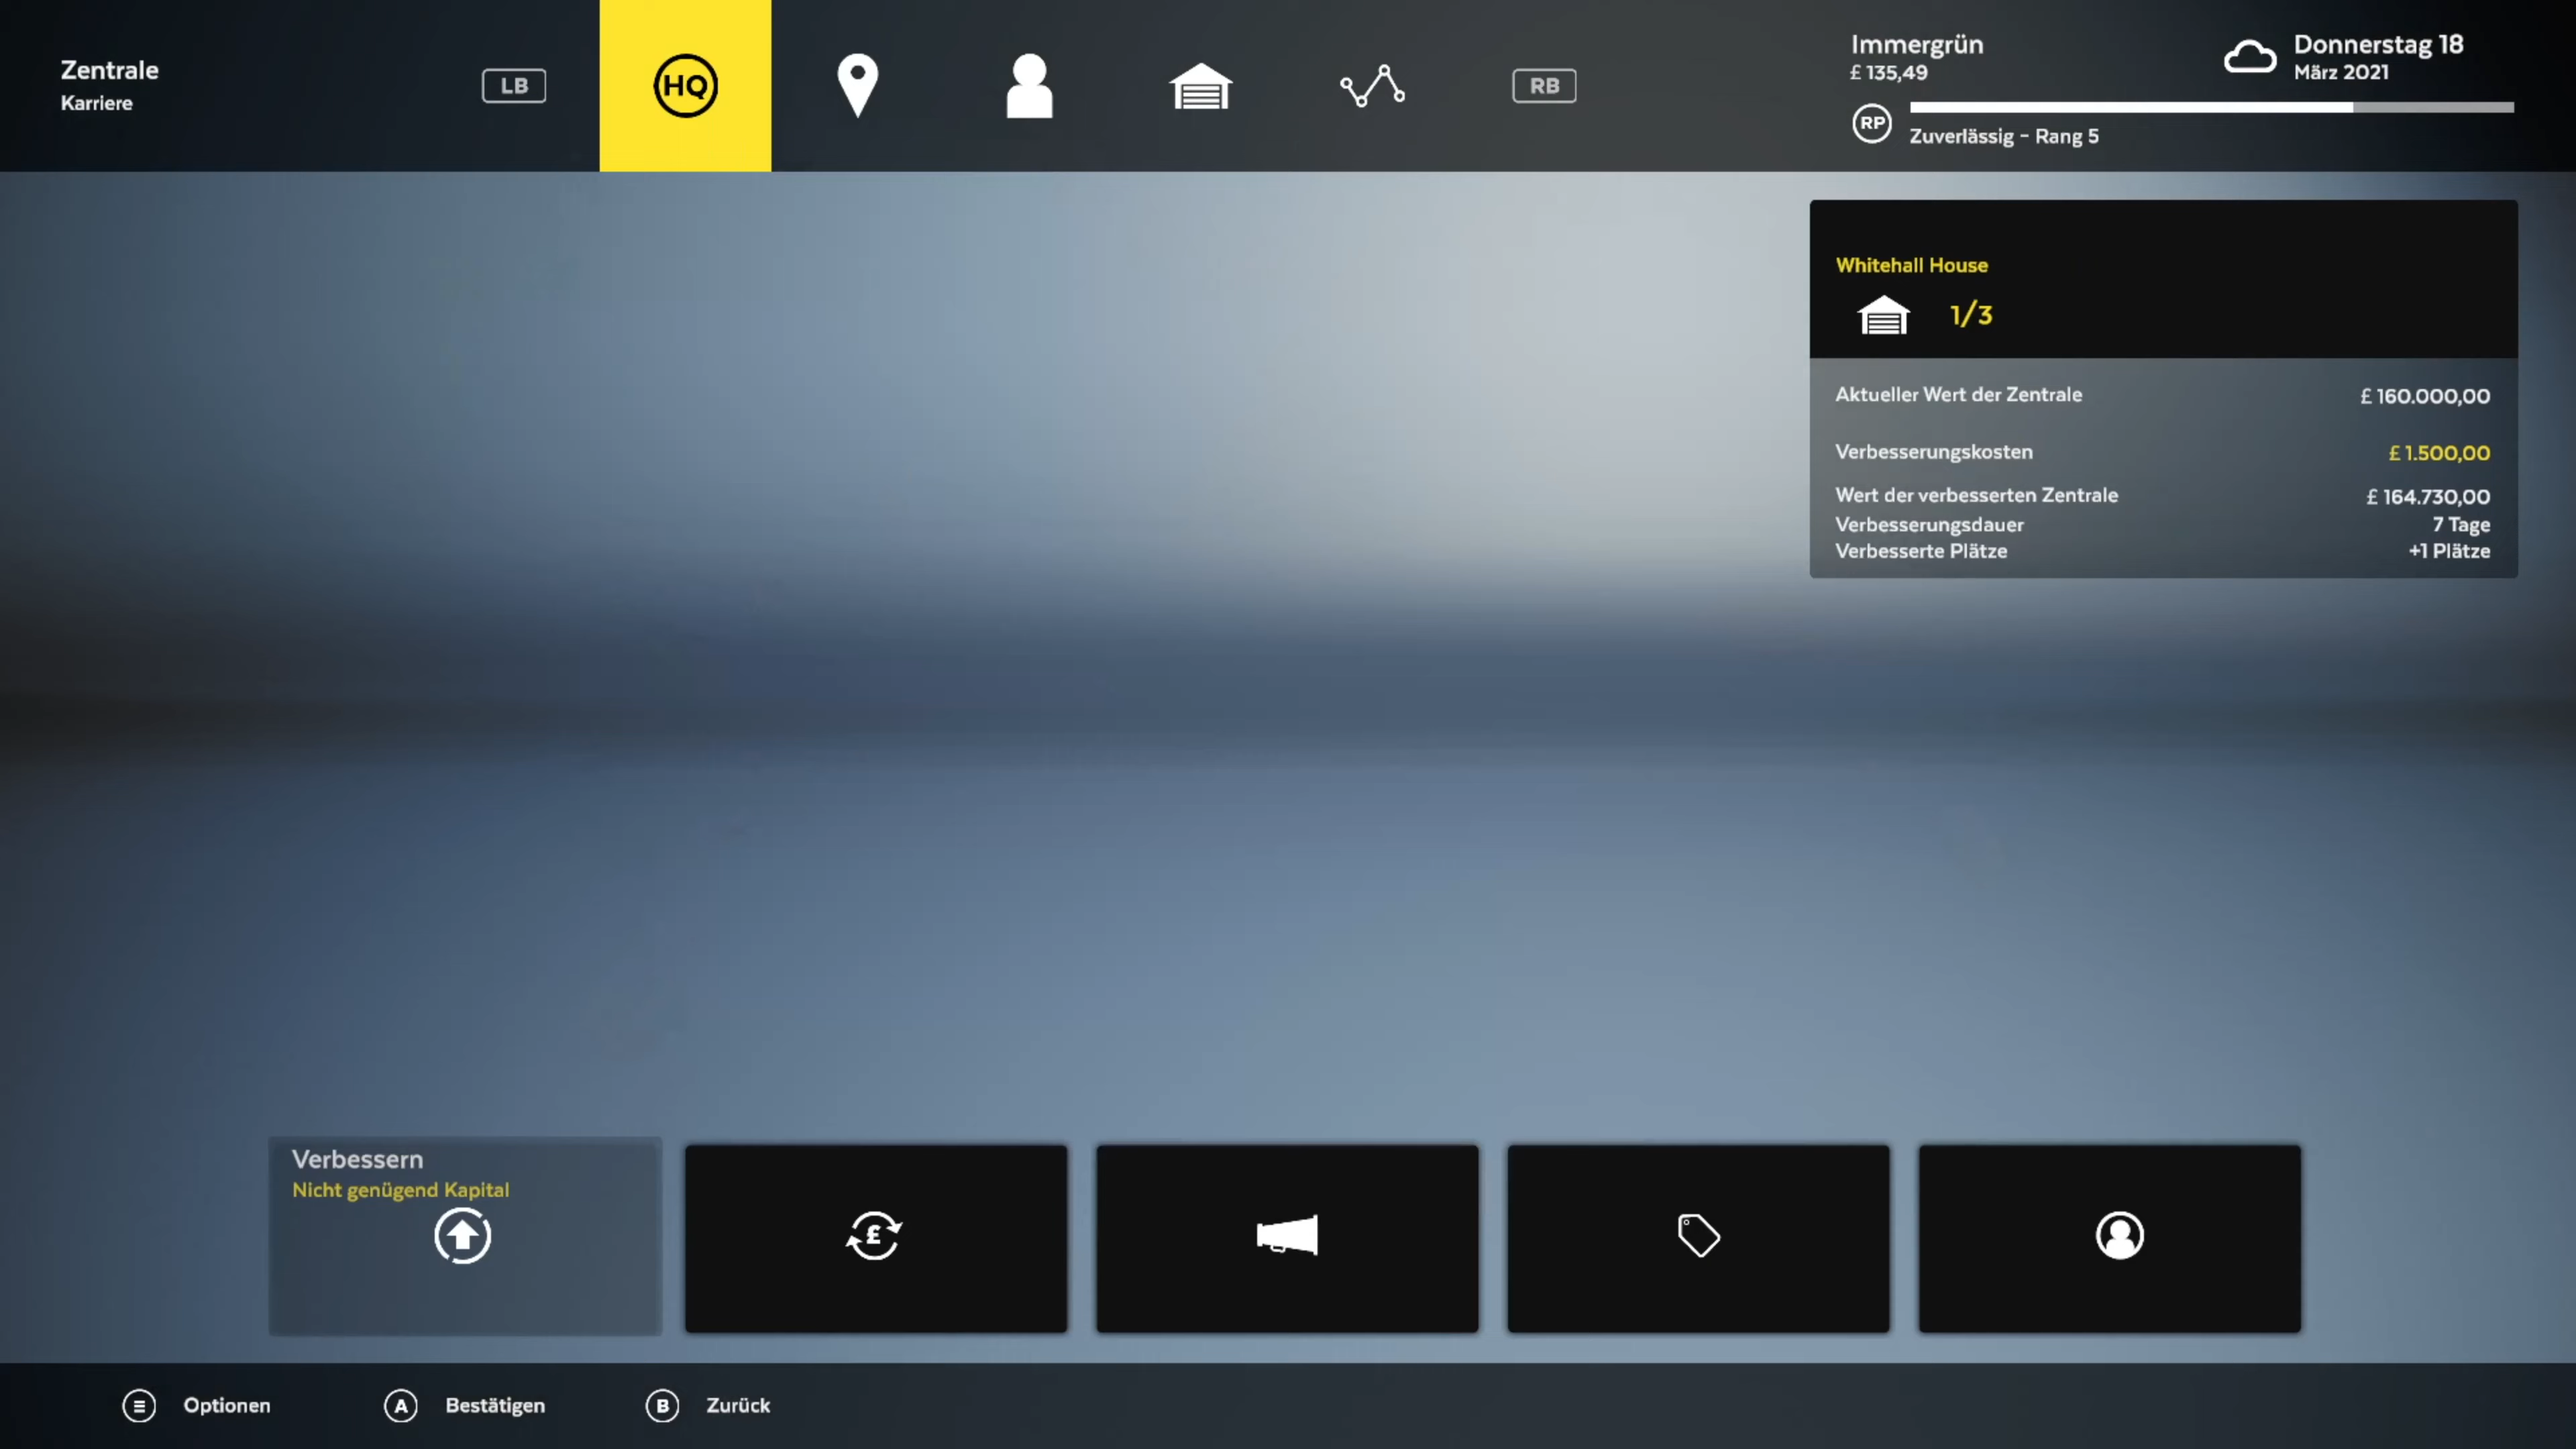 Zentrale
Karriere
LB
HQ
RB
Immergrün
£ 135,49
Donnerstag 18
März 2021
RP
Zuverlässig - Rang 5
Whitehall House
1/3
Aktueller Wert der Zentrale £ 160.000,00
Verbesserungskosten £ 1.500,00
Wert der verbesserten Zentrale £ 164.730,00
Verbesserungsdauer 7 Tage
Verbesserte Plätze +1 Plätze
Verbessern
Nicht genügend Kapital
£
Optionen
A Bestätigen
B Zurück